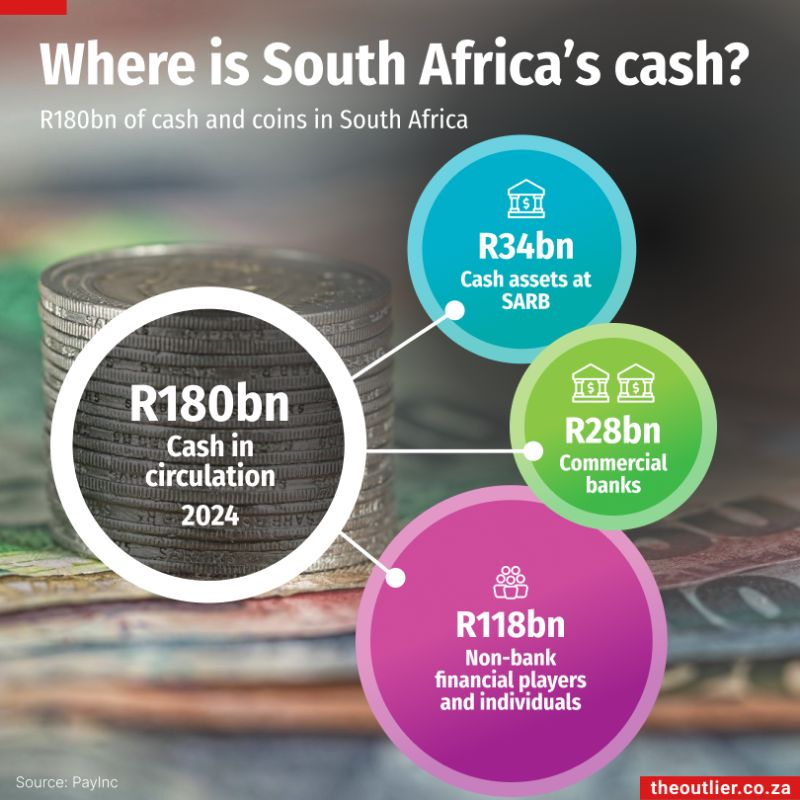 Where is South Africa's cash?
R180bn of cash and coins in South Africa
R34bn
Cash assets at
SARB
R180bn
Cash in
circulation
2024
R28bn
Commercial
banks
R118bn
Non-bank
financial players
and individuals
Source: PayInc
theoutlier.co.za